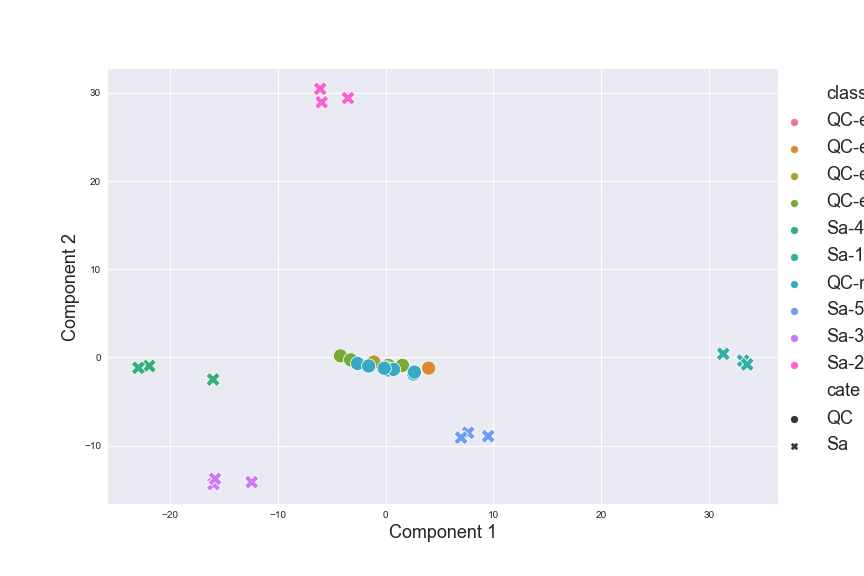 30
20
10
0
−10
−20
−10
0
10
20
30
Component 2
Component 1
class
QC-e
QC-e
QC-e
QC-e
Sa-4
Sa-1
QC-r
Sa-5
Sa-3
Sa-2
cate
QC
Sa